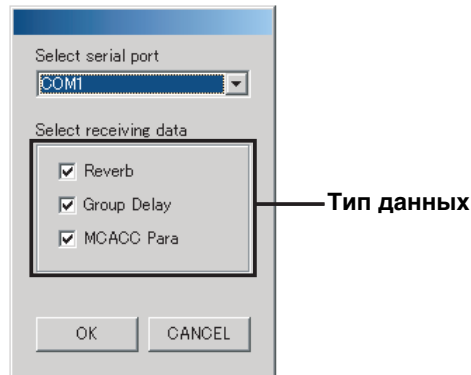 Select serial port
COM1
Select receiving data
Reverb
Group Delay
MCACC Para
Тип данных
OK
CANCEL